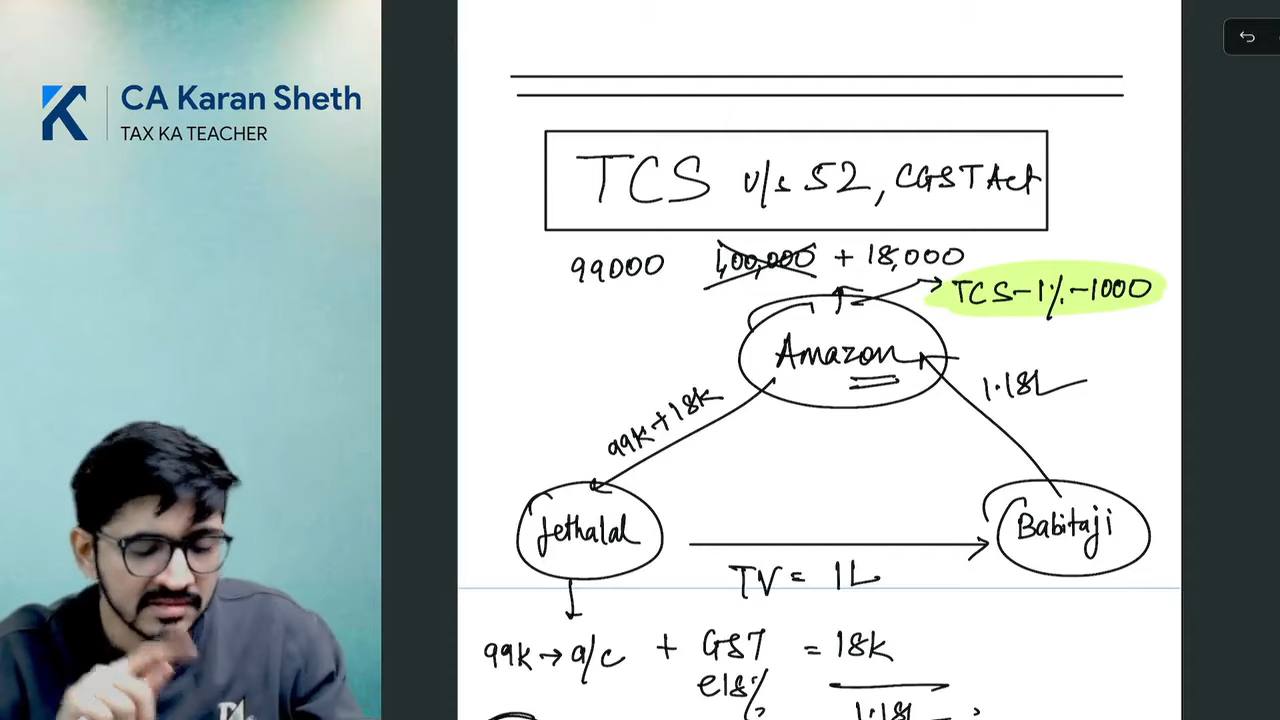 CA Karan Sheth
TAX KA TEACHER
TCS u/s 52, CGST Act
99000 1,00,000 + 18,000
TCS-1%-1000
Amazon
1.18L
99K+18K
Jethalal
Babitaji
TV = 1L
99K → a/c + GST = 18K
@18%
1.18L